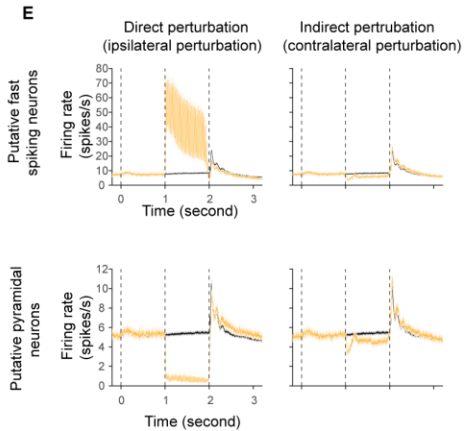 E
Direct perturbation
(ipsilateral perturbation)
Indirect pertrubation
(contralateral perturbation)
Putative fast
spiking neurons
Firing rate
(spikes/s)
80
70
60
50
40
30
20
10
0
0 1 2 3
Time (second)
Putative pyramidal
neurons
Firing rate
(spikes/s)
12
10
8
6
4
2
0
0 1 2 3
Time (second)